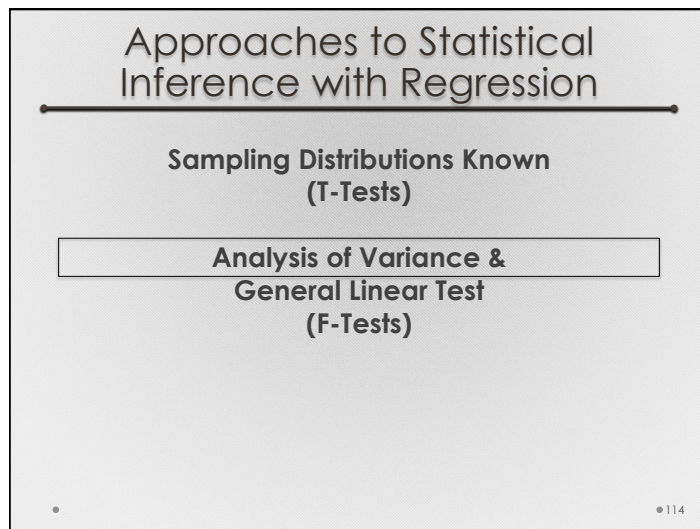 Approaches to Statistical
Inference with Regression
Sampling Distributions Known
(T-Tests)
Analysis of Variance &
General Linear Test
(F-Tests)
114